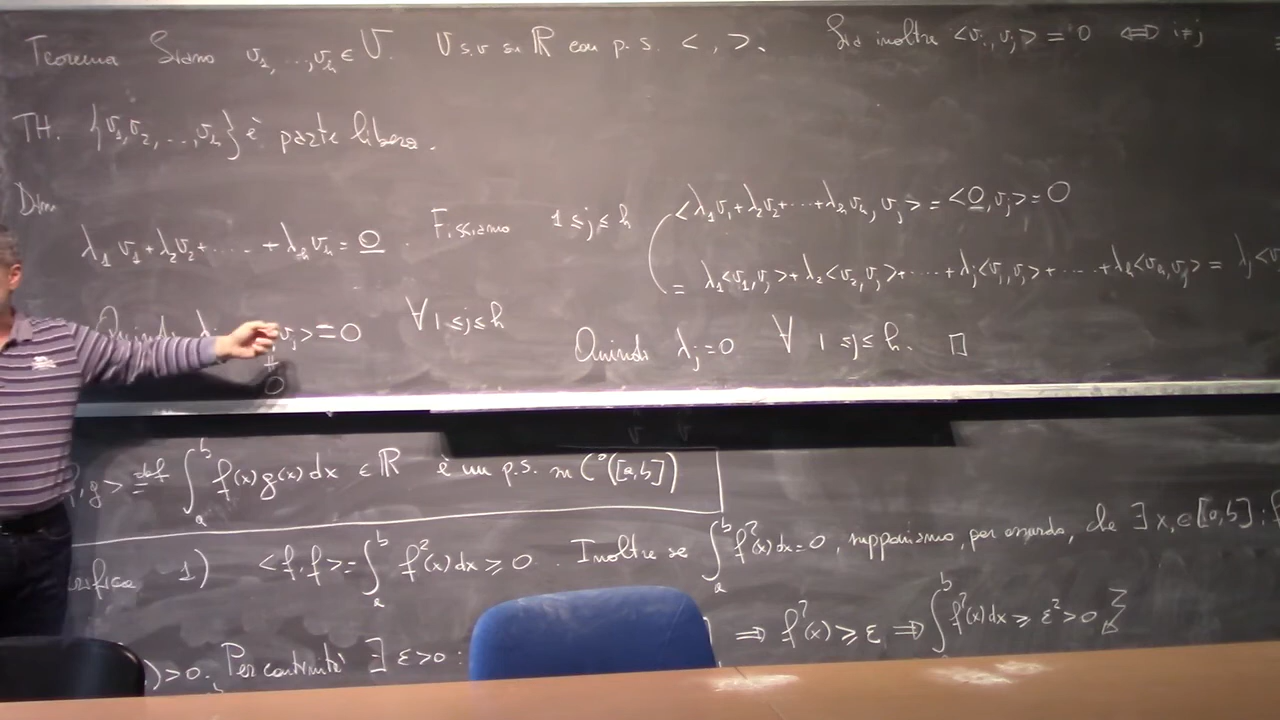 Teorema Siano v₁, ..., vₕ ∈ V. V s.v su ℝ con p.s. < , >. Sia inoltre <vᵢ, vⱼ> = 0 ⟺ i≠j
TH. {v₁, v₂, ..., vₕ} è parte libera.
Dim
<λ₁v₁+λ₂v₂+...+λₕvₕ, vⱼ> = <0, vⱼ> = 0
λ₁v₁+λ₂v₂+.....+λₕvₕ = 0. Fissiamo 1≤j≤h
= λ₁<v₁,vⱼ>+λ₂<v₂,vⱼ>+....+λⱼ<vⱼ,vⱼ>+....+λₕ<vₕ,vⱼ> = λⱼ<v
Quindi vⱼ>=0 ∀ 1≤j≤h
Quindi λⱼ=0 ∀ 1≤j≤h. □
0
,g> ≝ ∫ₐᵇ f(x)g(x)dx ∈ ℝ è un p.s. in C⁰([a,b])
1) <f,f>=∫ₐᵇ f²(x)dx ≥ 0. Inoltre se ∫ₐᵇ f²(x)dx=0, supponiamo, per assurdo, che ∃ x₁∈[a,b]:
)>0. Per continuità ∃ ε>0: ⟹ f²(x) ≥ ε ⟹ ∫ f²(x)dx ≥ ε² > 0